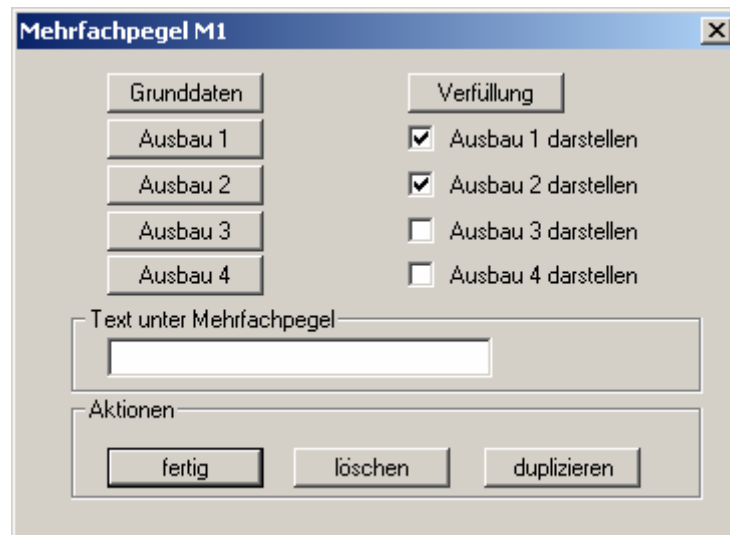 Mehrfachpegel M1
Grunddaten Verfüllung
Ausbau 1 Ausbau 1 darstellen
Ausbau 2 Ausbau 2 darstellen
Ausbau 3 Ausbau 3 darstellen
Ausbau 4 Ausbau 4 darstellen
Text unter Mehrfachpegel
Aktionen
fertig löschen duplizieren